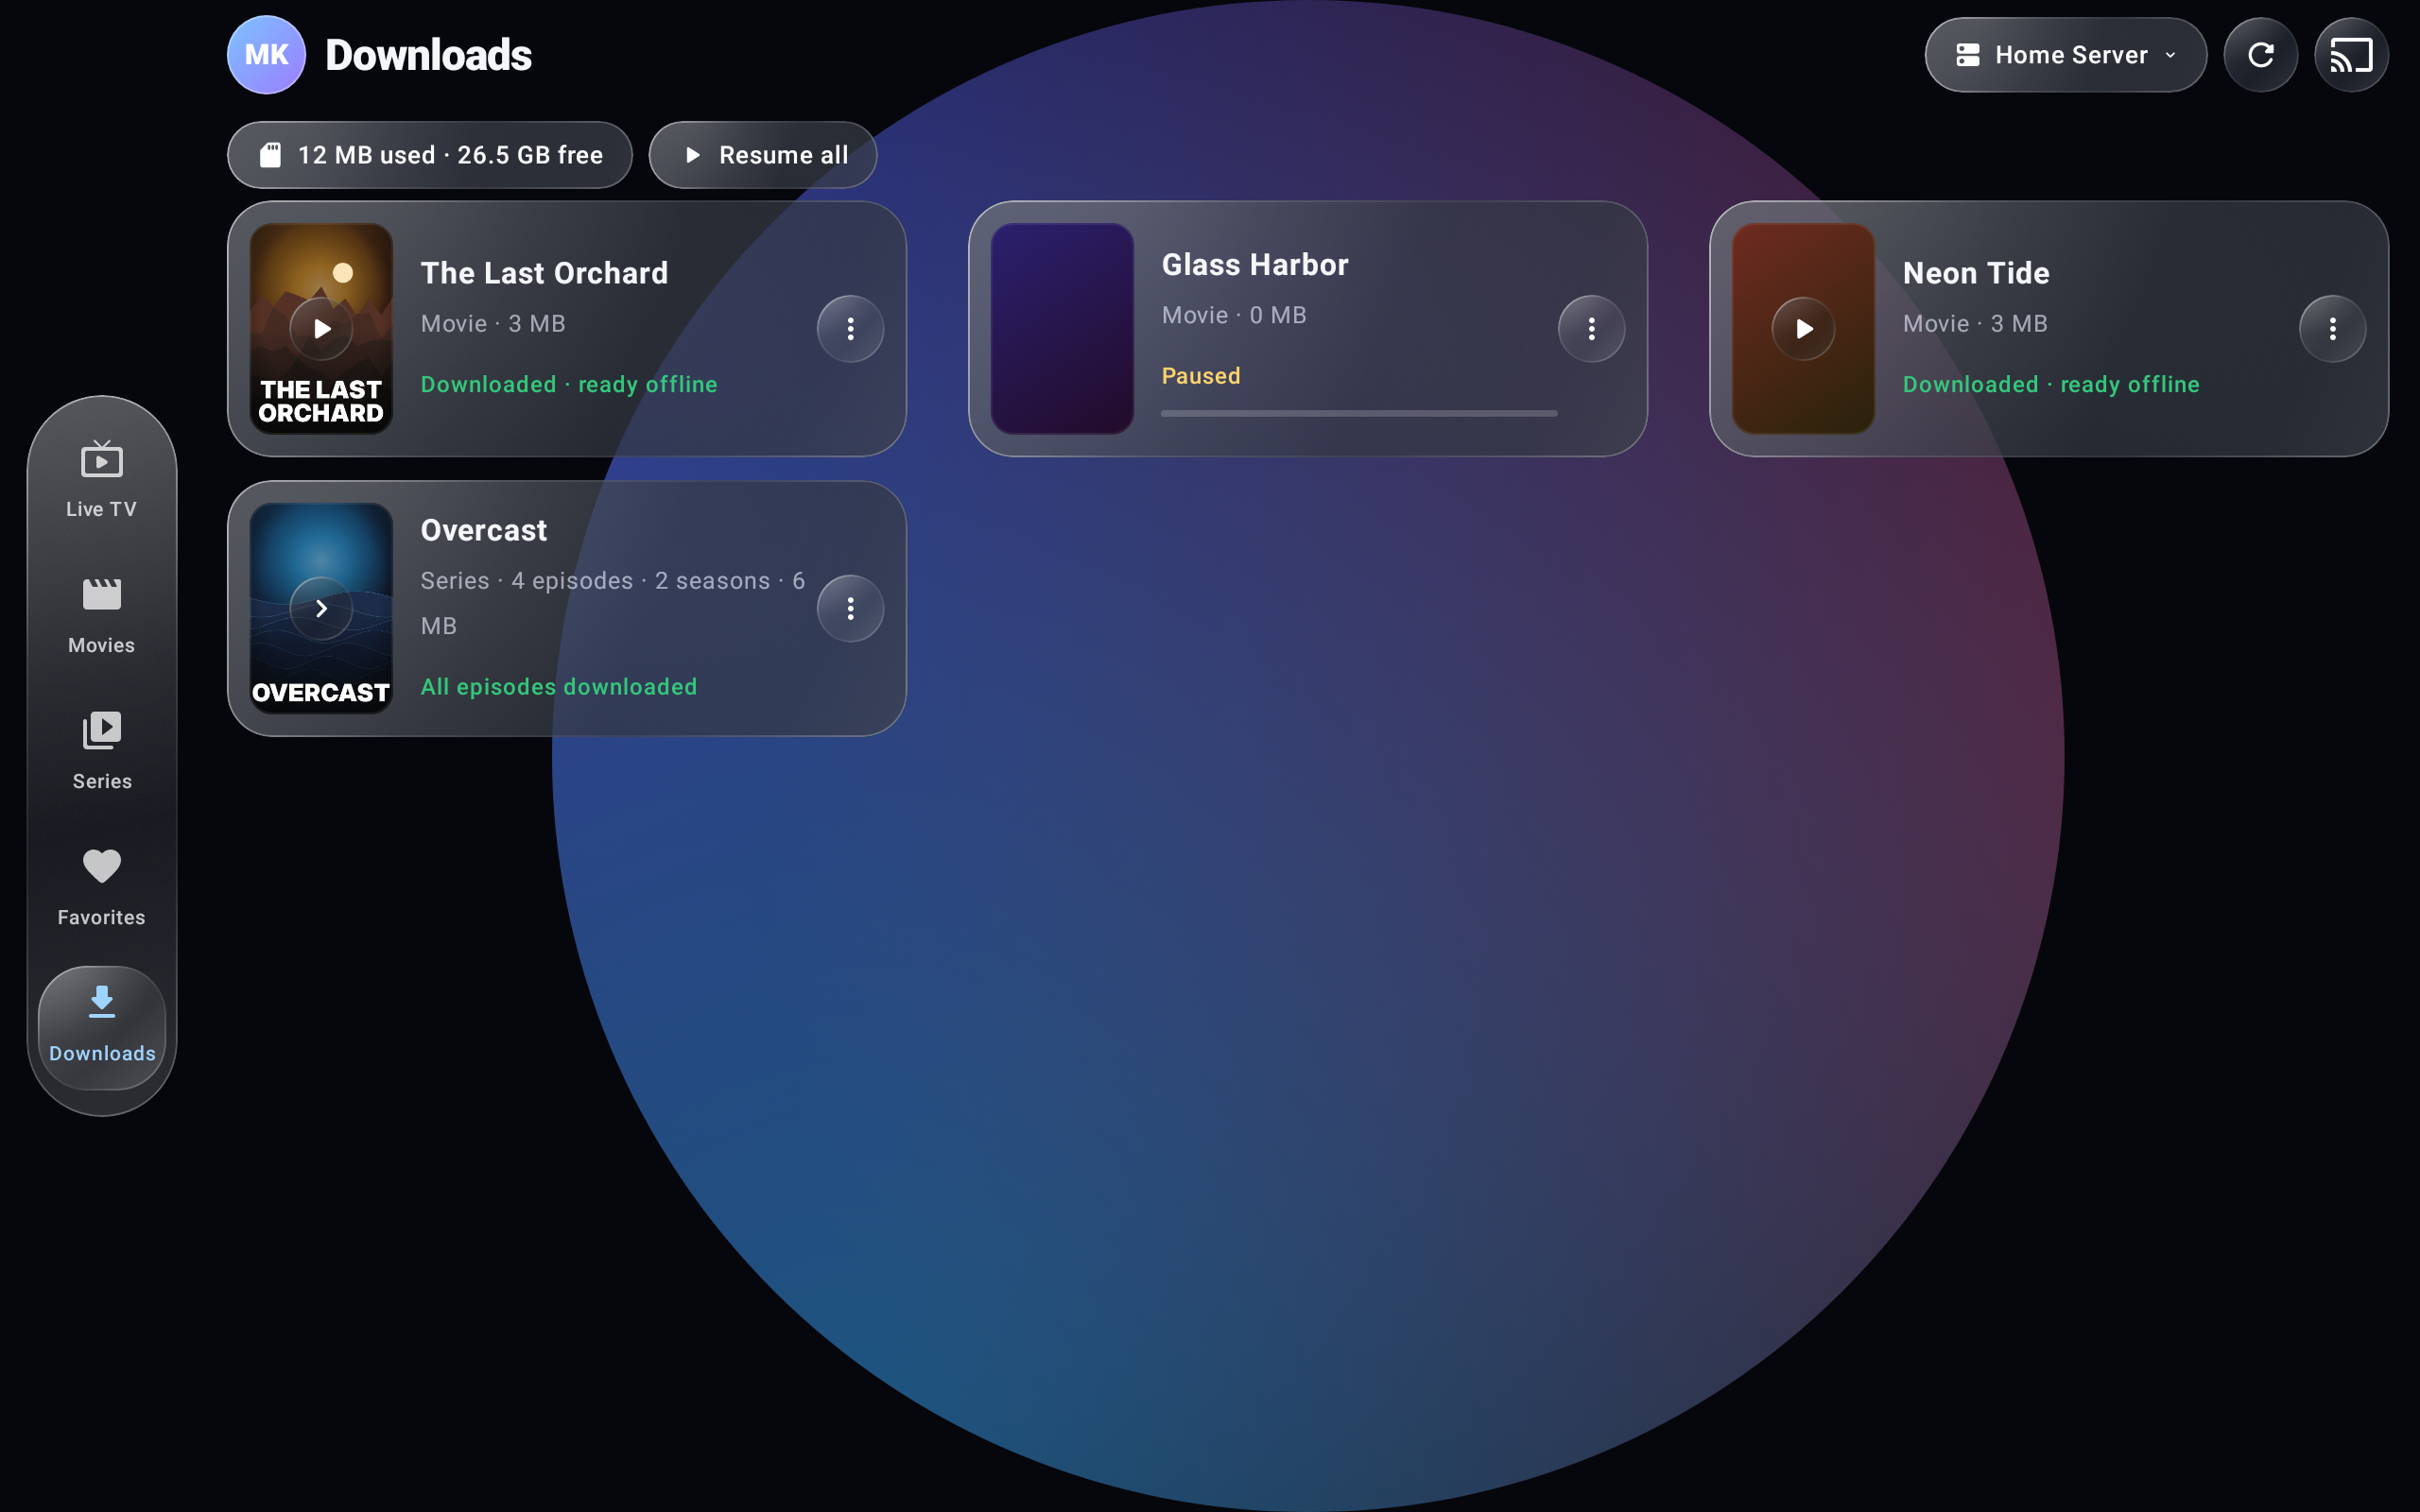 MK
Downloads
Home Server
12 MB used · 26.5 GB free
Resume all
The Last Orchard
Movie · 3 MB
Downloaded · ready offline
THE LAST
ORCHARD
Glass Harbor
Movie · 0 MB
Paused
Neon Tide
Movie · 3 MB
Downloaded · ready offline
Overcast
Series · 4 episodes · 2 seasons · 6
MB
All episodes downloaded
OVERCAST
Live TV
Movies
Series
Favorites
Downloads